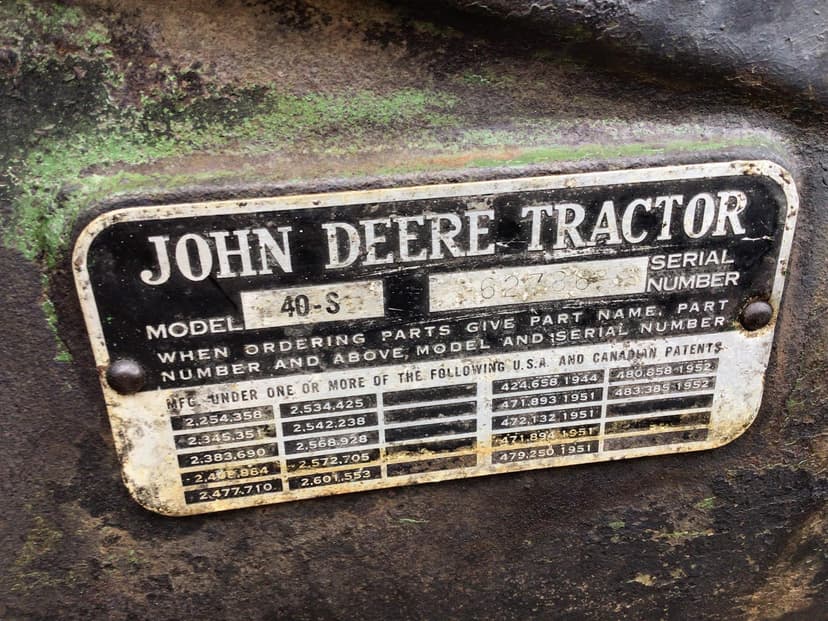 JOHN DEERE TRACTOR
MODEL 40-S SERIAL NUMBER
WHEN ORDERING PARTS GIVE PART NAME, PART
NUMBER AND ABOVE, MODEL AND SERIAL NUMBER
MFG. UNDER ONE OR MORE OF THE FOLLOWING U.S.A. AND CANADIAN PATENTS
2,254,358 2,534,425 424,658 1944 480,858 1952
2,542,238 471,893 1951 483,385 1952
2,383,690 2,568,928 472,132 1951
2,572,705 471,894 1951
2,477,710 2,601,553 479,250 1951